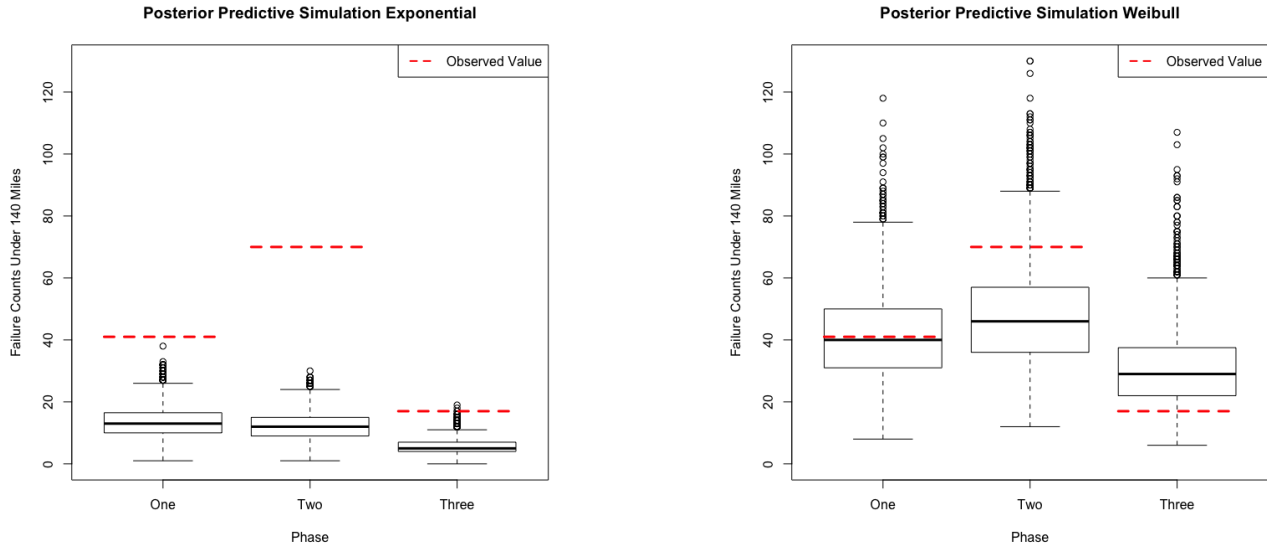 Posterior Predictive Simulation Exponential
Observed Value
Failure Counts Under 140 Miles
120
100
80
60
40
20
0
One
Two
Three
Phase
Posterior Predictive Simulation Weibull
Observed Value
Failure Counts Under 140 Miles
120
100
80
60
40
20
0
One
Two
Three
Phase